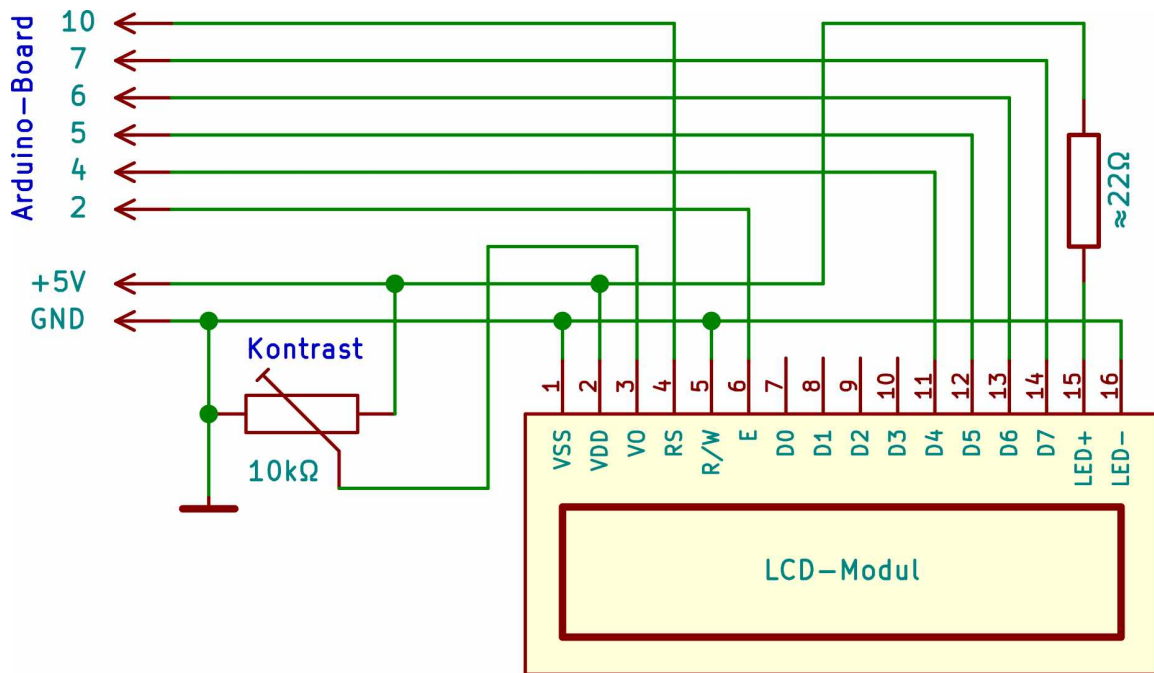 Arduino-Board
10
7
6
5
4
2
+5V
GND
Kontrast
10kΩ
≈22Ω
1 2 3 4 5 6 7 8 9 10 11 12 13 14 15 16
VSS VDD VO RS R/W E D0 D1 D2 D3 D4 D5 D6 D7 LED+ LED-
LCD-Modul